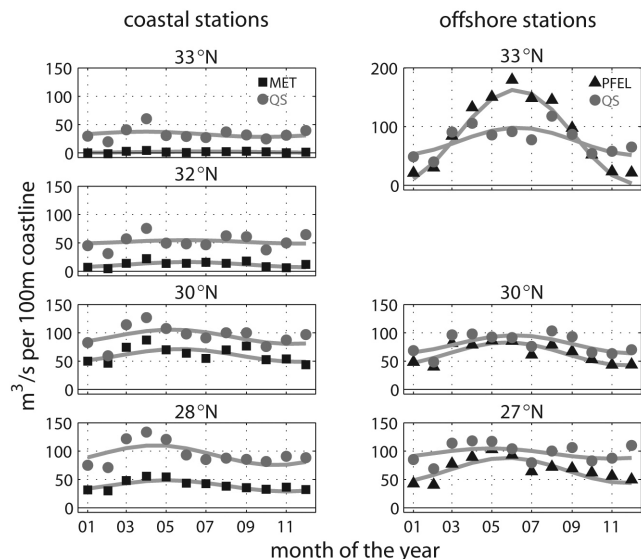 coastal stations
offshore stations
33°N
150
100
50
0
MET
QS
33°N
200
100
0
PFEL
QS
32°N
150
100
50
0
30°N
150
100
50
0
30°N
150
100
50
0
28°N
150
100
50
0
01 03 05 07 09 11
27°N
150
100
50
0
01 03 05 07 09 11
m³/s per 100m coastline
month of the year